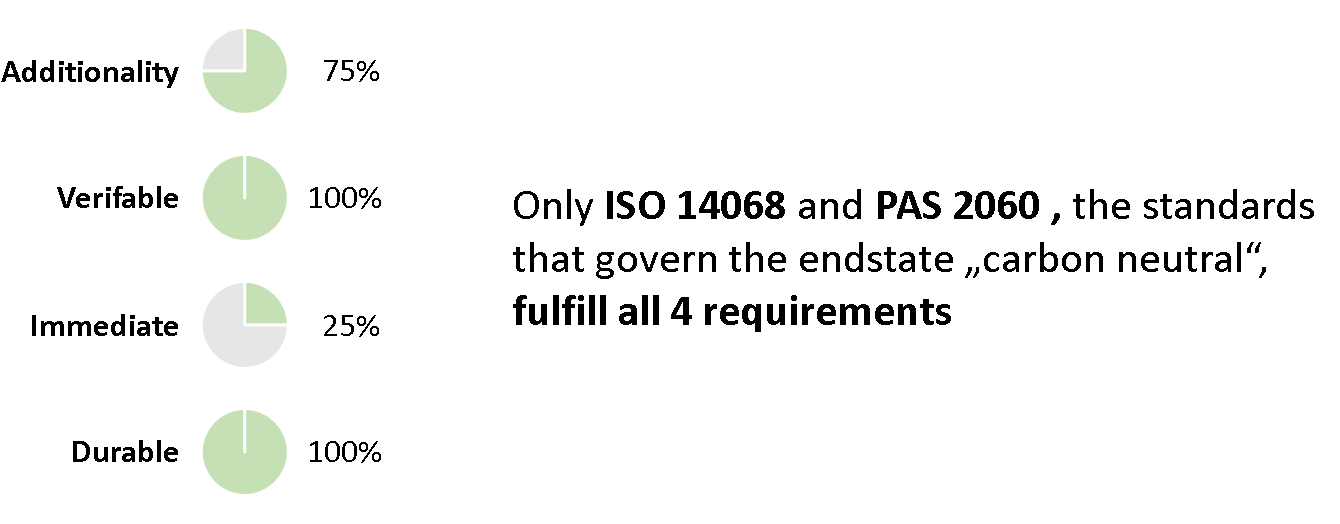 Additionality 75%
Verifable 100%
Immediate 25%
Durable 100%
Only ISO 14068 and PAS 2060 , the standards
that govern the endstate „carbon neutral“,
fulfill all 4 requirements